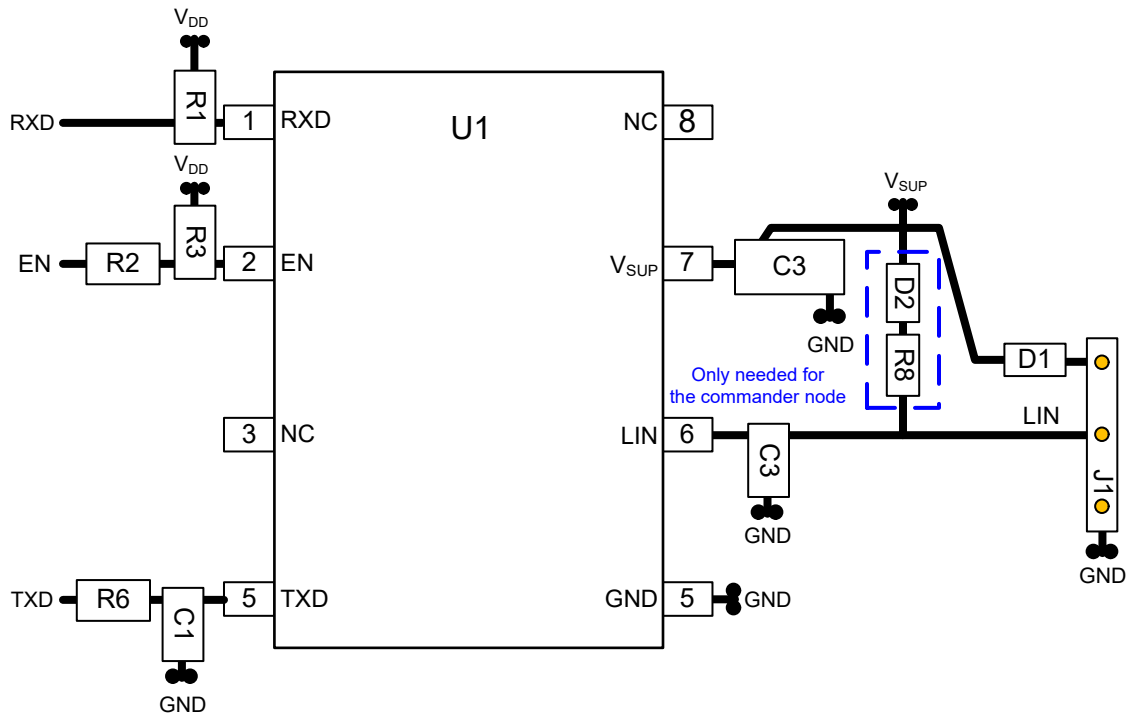 VDD
RXD
R1
1
RXD
U1
NC
8
VDD
EN
R2
R3
2
EN
VSUP
7
C3
GND
VSUP
D2
R8
D1
Only needed for
the commander node
3
NC
LIN
6
C3
GND
LIN
J1
GND
TXD
R6
C1
GND
5
TXD
GND
5
GND